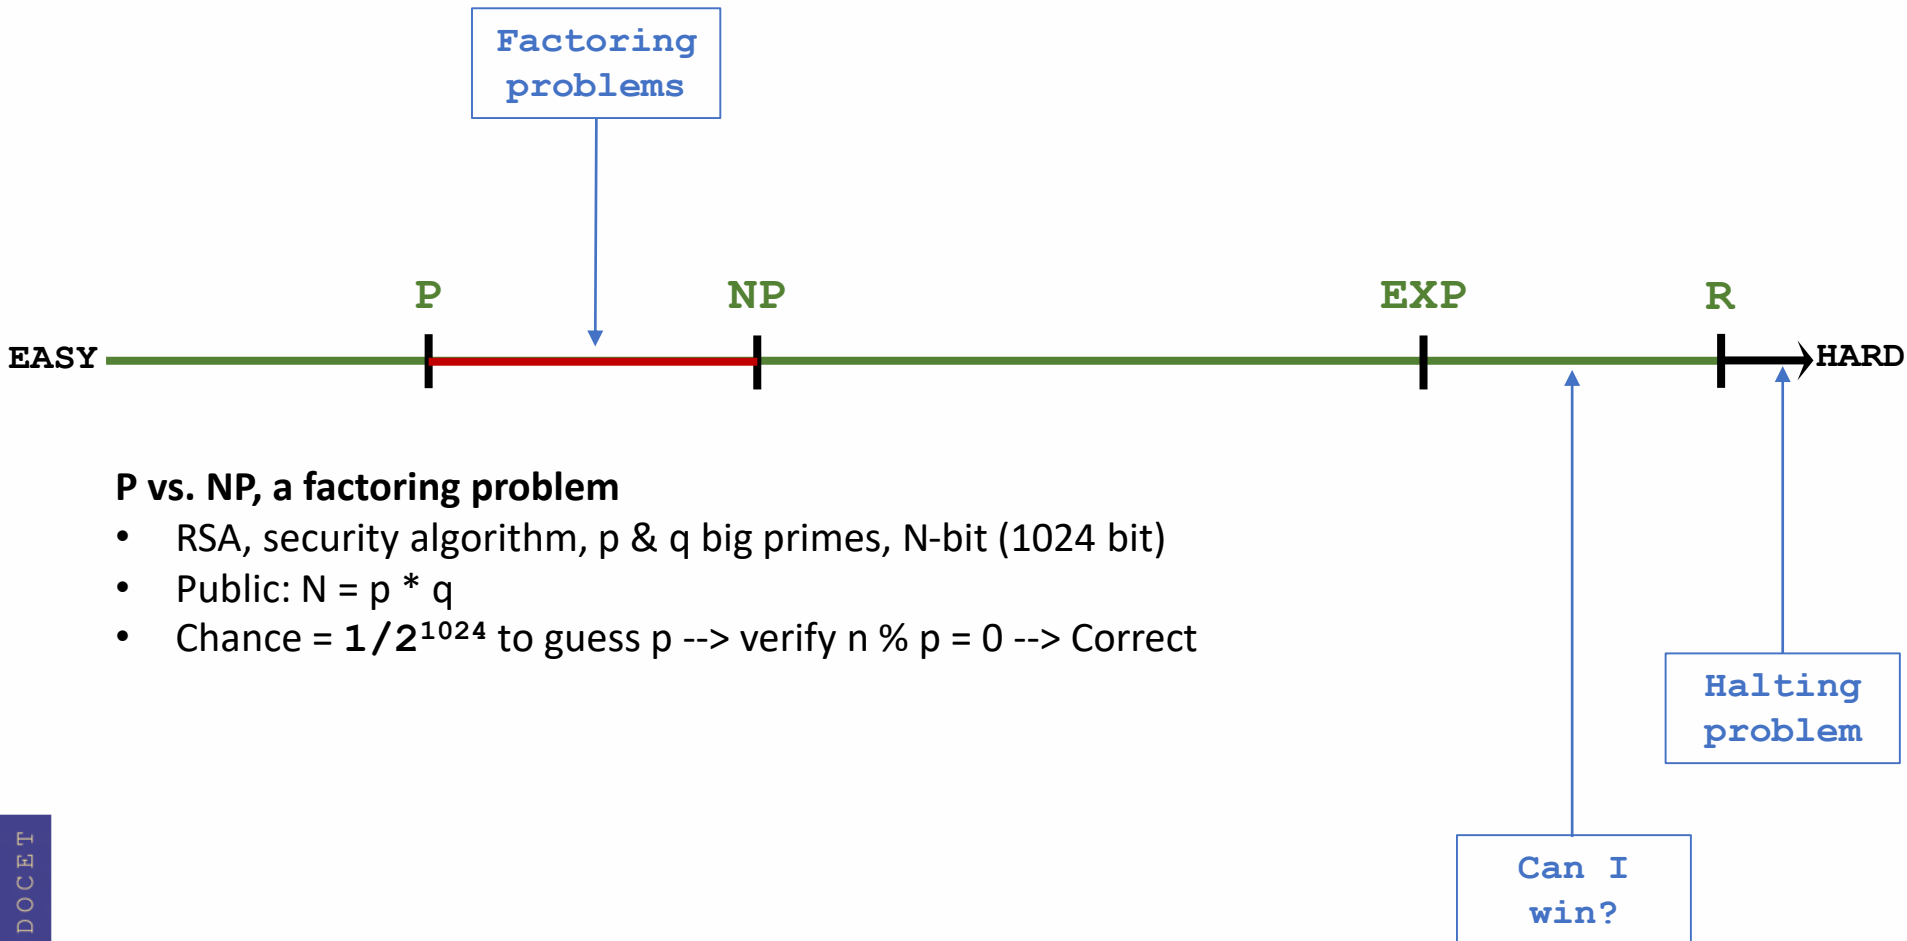 Factoring
problems
P
NP
EXP
R
EASY
HARD
P vs. NP, a factoring problem
• RSA, security algorithm, p & q big primes, N-bit (1024 bit)
• Public: N = p * q
• Chance = 1/2¹⁰²⁴ to guess p --> verify n % p = 0 --> Correct
Halting
problem
Can I
win?
DOCET